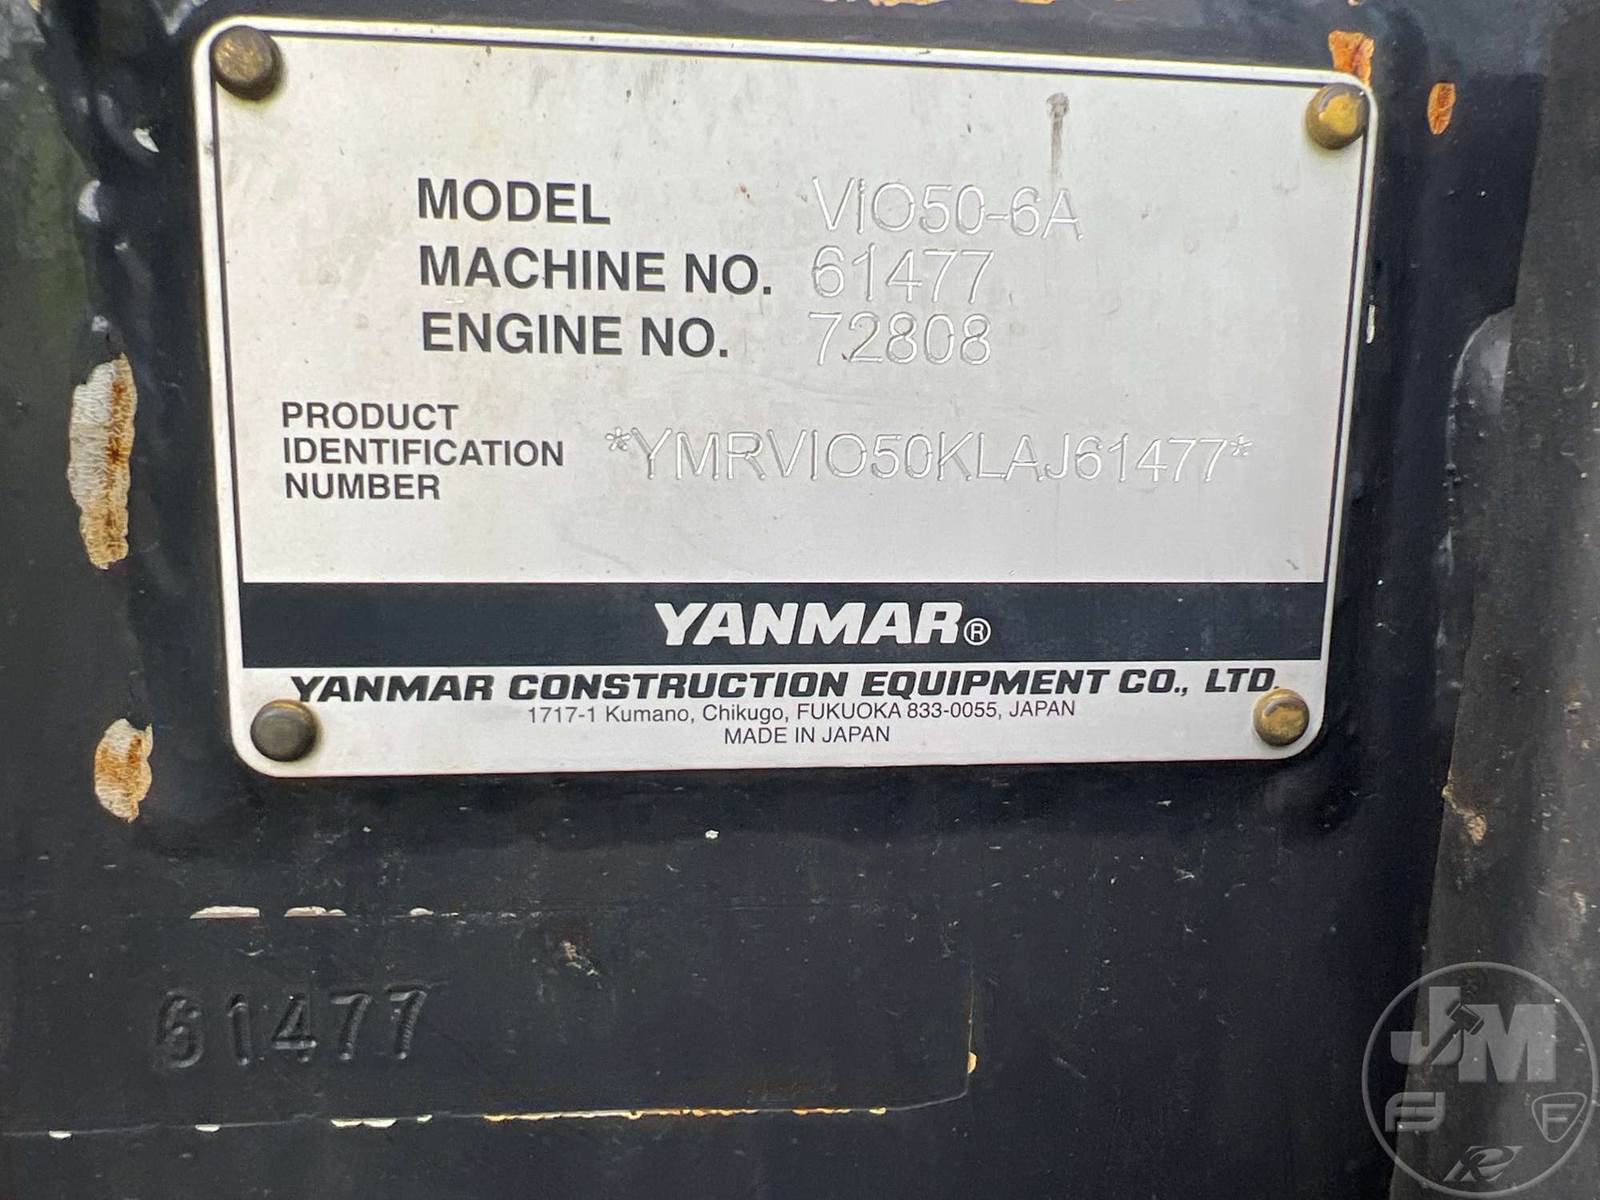 MODEL VIO50-6A
MACHINE NO. 61477
ENGINE NO. 72808
PRODUCT
IDENTIFICATION
NUMBER
*YMRVIO50KLAJ61477*
YANMAR®
YANMAR CONSTRUCTION EQUIPMENT CO., LTD.
1717-1 Kumano, Chikugo, FUKUOKA 833-0055, JAPAN
MADE IN JAPAN
61477
JM